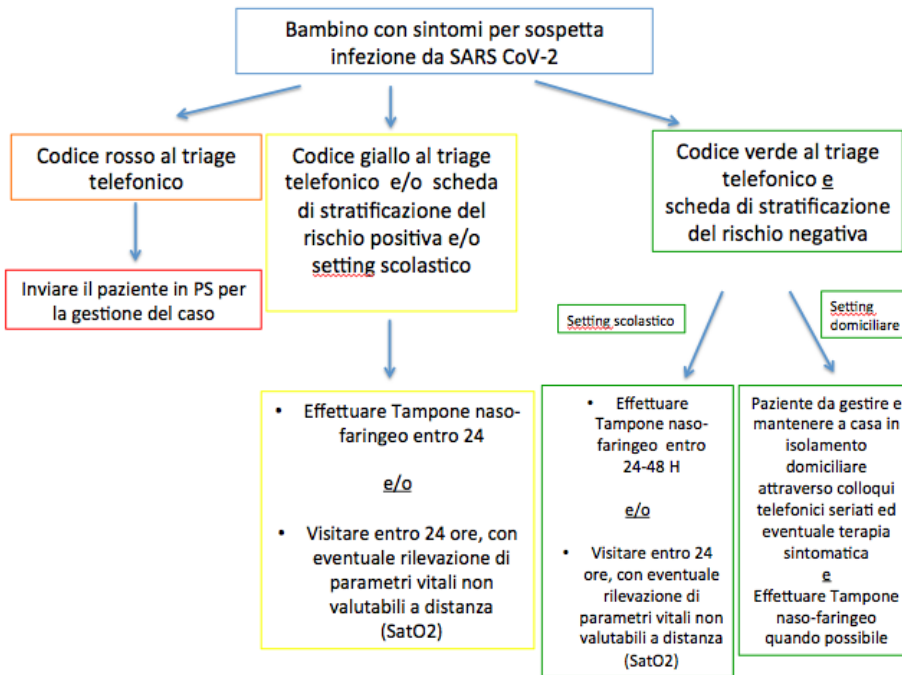 Bambino con sintomi per sospetta
infezione da SARS CoV-2
Codice rosso al triage
telefonico
Inviare il paziente in PS per
la gestione del caso
Codice giallo al triage
telefonico e/o scheda
di stratificazione del
rischio positiva e/o
setting scolastico
• Effettuare Tampone naso-
faringeo entro 24
e/o
• Visitare entro 24 ore, con
eventuale rilevazione di
parametri vitali non
valutabili a distanza
(SatO2)
Codice verde al triage
telefonico e
scheda di stratificazione
del rischio negativa
Setting scolastico
• Effettuare
Tampone naso-
faringeo entro
24-48 H
e/o
• Visitare entro 24
ore, con eventuale
rilevazione di
parametri vitali non
valutabili a distanza
(SatO2)
Setting
domiciliare
Paziente da gestire e
mantenere a casa in
isolamento
domiciliare
attraverso colloqui
telefonici seriati ed
eventuale terapia
sintomatica
e
Effettuare Tampone
naso-faringeo
quando possibile